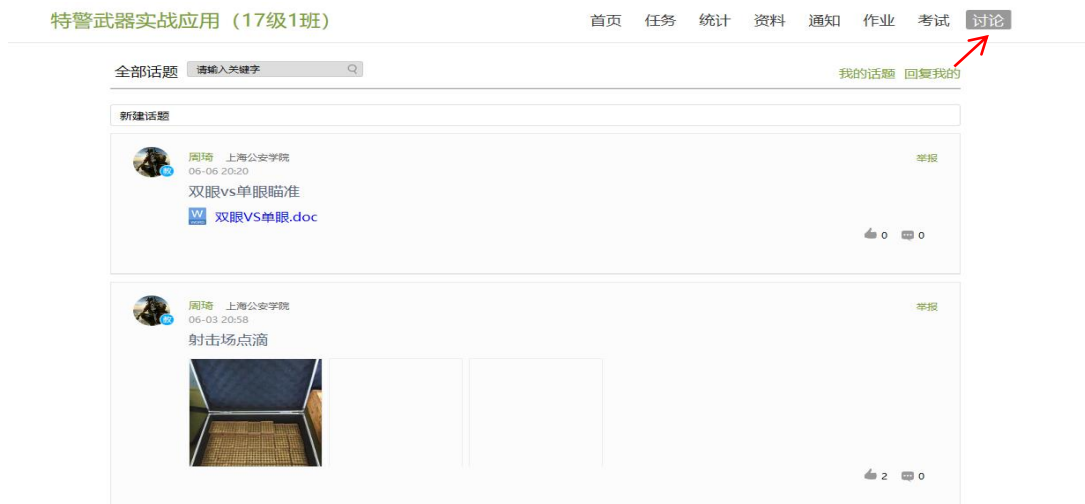 特警武器实战应用（17级1班） 首页 任务 统计 资料 通知 作业 考试 讨论
全部话题 请输入关键字 我的话题 回复我的
新建话题
周琦 上海公安学院 举报
06-06 20:20
教
双眼vs单眼瞄准
W 双眼VS单眼.doc
0 0
周琦 上海公安学院 举报
06-03 20:58
教
射击场点滴
2 0